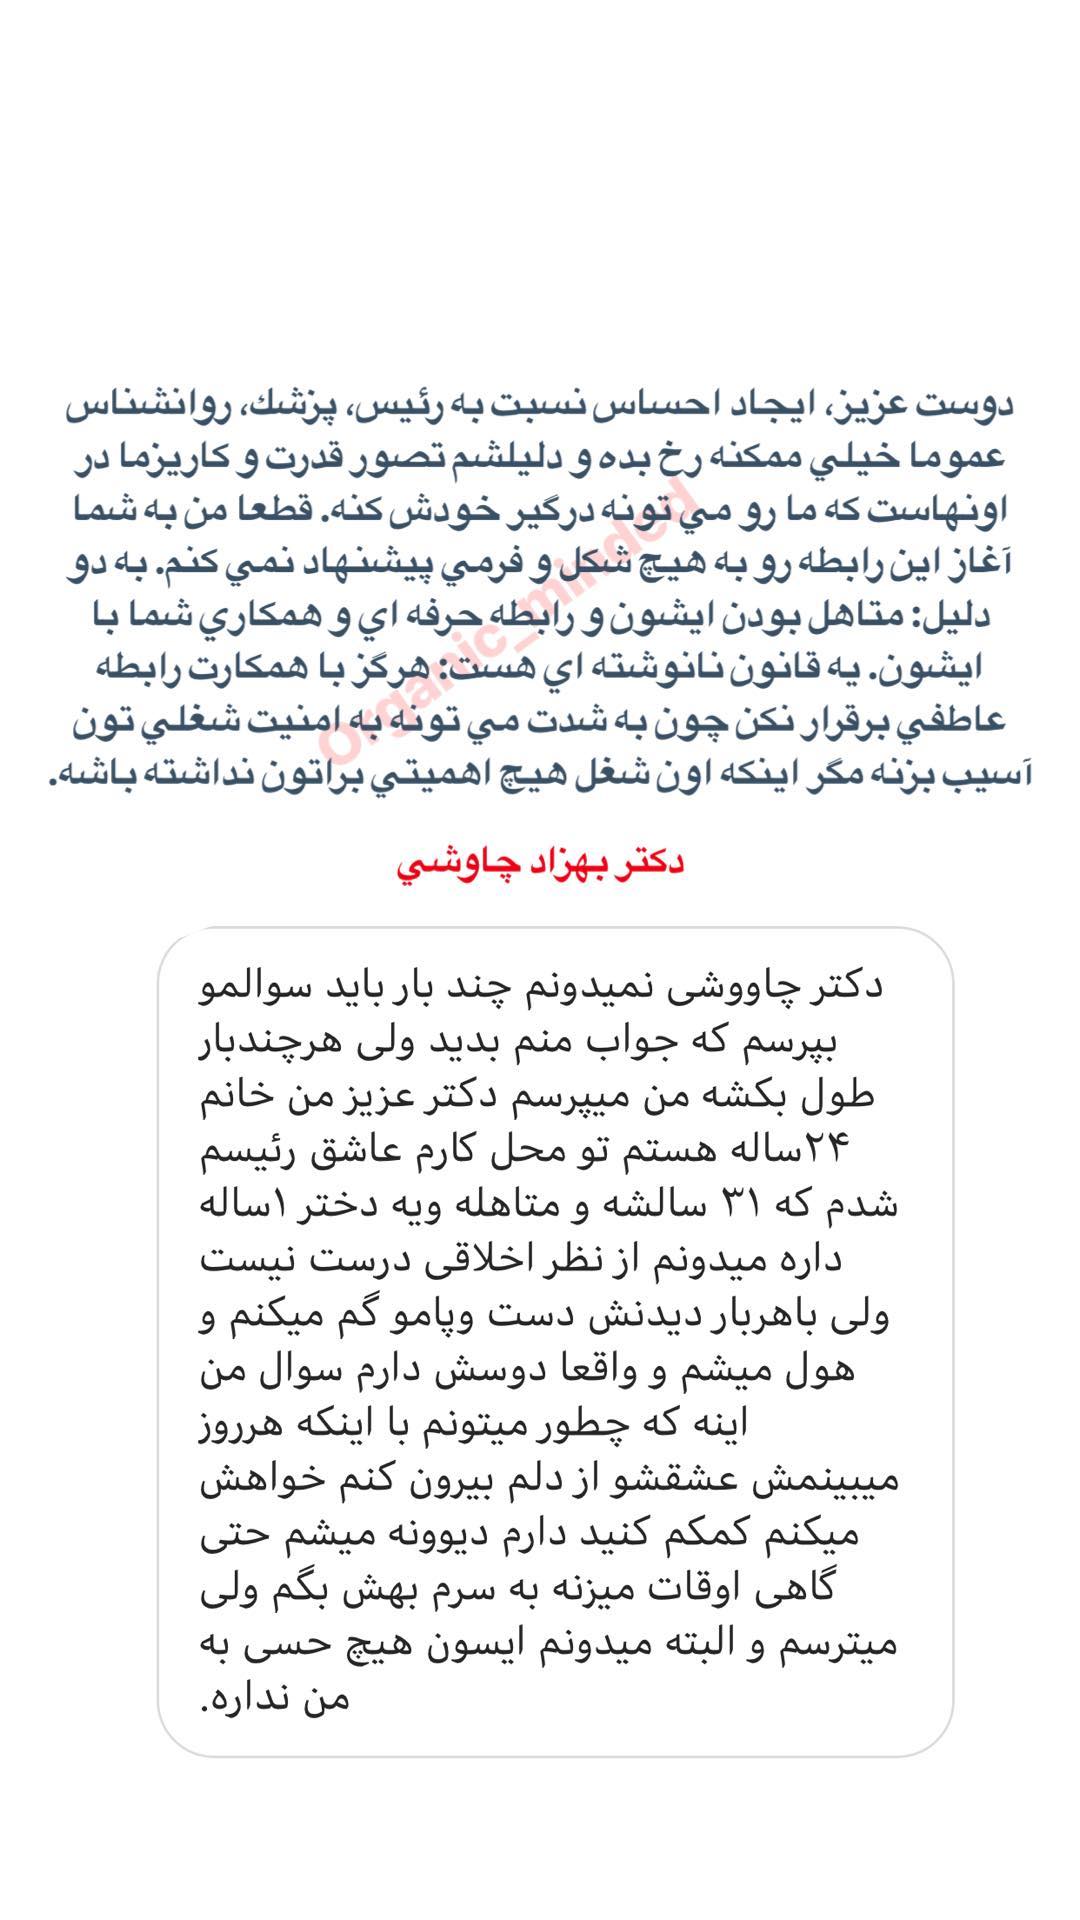 دوست عزيز، ايجاد احساس نسبت به رئيس، پزشك، روانشناس
عموما خيلي ممكنه رخ بده و دليلشم تصور قدرت و كاريزما در
اونهاست كه ما رو مي تونه درگير خودش كنه. قطعا من به شما
آغاز اين رابطه رو به هيچ شكل و فرمي پيشنهاد نمي كنم. به دو
دليل: متاهل بودن ايشون و رابطه حرفه اي و همكاري شما با
ايشون. يه قانون نانوشته اي هست: هرگز با همكارت رابطه
عاطفي برقرار نكن چون به شدت مي تونه به امنيت شغلي تون
آسيب بزنه مگر اينكه اون شغل هيچ اهميتي براتون نداشته باشه.
Organic_minded
دكتر بهزاد چاوشي
دکتر چاووشی نمیدونم چند بار باید سوالمو
بپرسم که جواب منم بدید ولی هرچندبار
طول بکشه من میپرسم دکتر عزیز من خانم
۲۴ساله هستم تو محل کارم عاشق رئیسم
شدم که ۳۱ سالشه و متاهله ویه دختر ۱ساله
داره میدونم از نظر اخلاقی درست نیست
ولی باهربار دیدنش دست وپامو گم میکنم و
هول میشم و واقعا دوسش دارم سوال من
اینه که چطور میتونم با اینکه هرروز
میبینمش عشقشو از دلم بیرون کنم خواهش
میکنم کمکم کنید دارم دیوونه میشم حتی
گاهی اوقات میزنه به سرم بهش بگم ولی
میترسم و البته میدونم ایسون هیچ حسی به
من نداره.